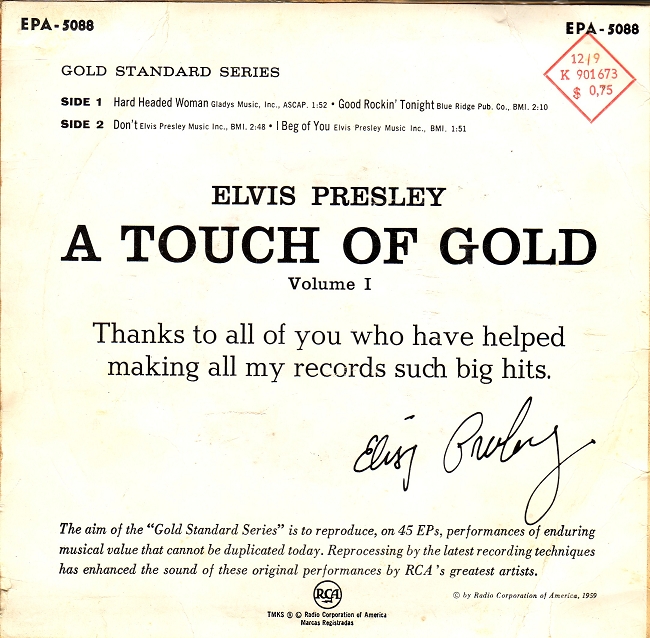 EPA-5088
EPA-5088
12/9
K 901673
$ 0,75
GOLD STANDARD SERIES
SIDE 1 Hard Headed Woman Gladys Music, Inc., ASCAP. 1:52 • Good Rockin' Tonight Blue Ridge Pub. Co., BMI. 2:10
SIDE 2 Don't Elvis Presley Music Inc., BMI. 2:48 • I Beg of You Elvis Presley Music Inc., BMI. 1:51
ELVIS PRESLEY
A TOUCH OF GOLD
Volume I
Thanks to all of you who have helped
making all my records such big hits.
Elvis Presley
The aim of the "Gold Standard Series" is to reproduce, on 45 EPs, performances of enduring
musical value that cannot be duplicated today. Reprocessing by the latest recording techniques
has enhanced the sound of these original performances by RCA's greatest artists.
RCA
© by Radio Corporation of America, 1959
TMKS ® © Radio Corporation of America
Marcas Registradas